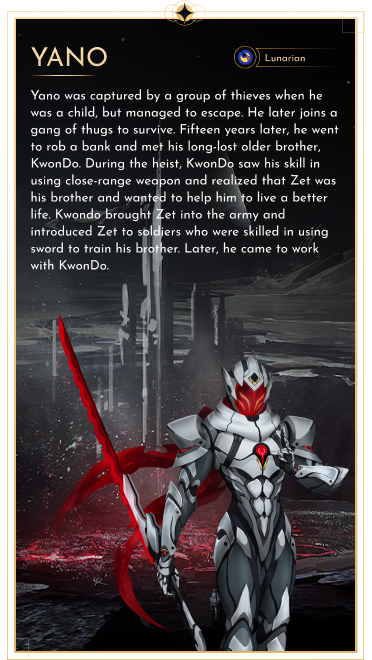 YANO
Lunarian
Yano was captured by a group of thieves when he
was a child, but managed to escape. He later joins a
gang of thugs to survive. Fifteen years later, he went
to rob a bank and met his long-lost older brother,
KwonDo. During the heist, KwonDo saw his skill in
using close-range weapon and realized that Zet was
his brother and wanted to help him to live a better
life. Kwondo brought Zet into the army and
introduced Zet to soldiers who were skilled in using
sword to train his brother. Later, he came to work
with KwonDo.